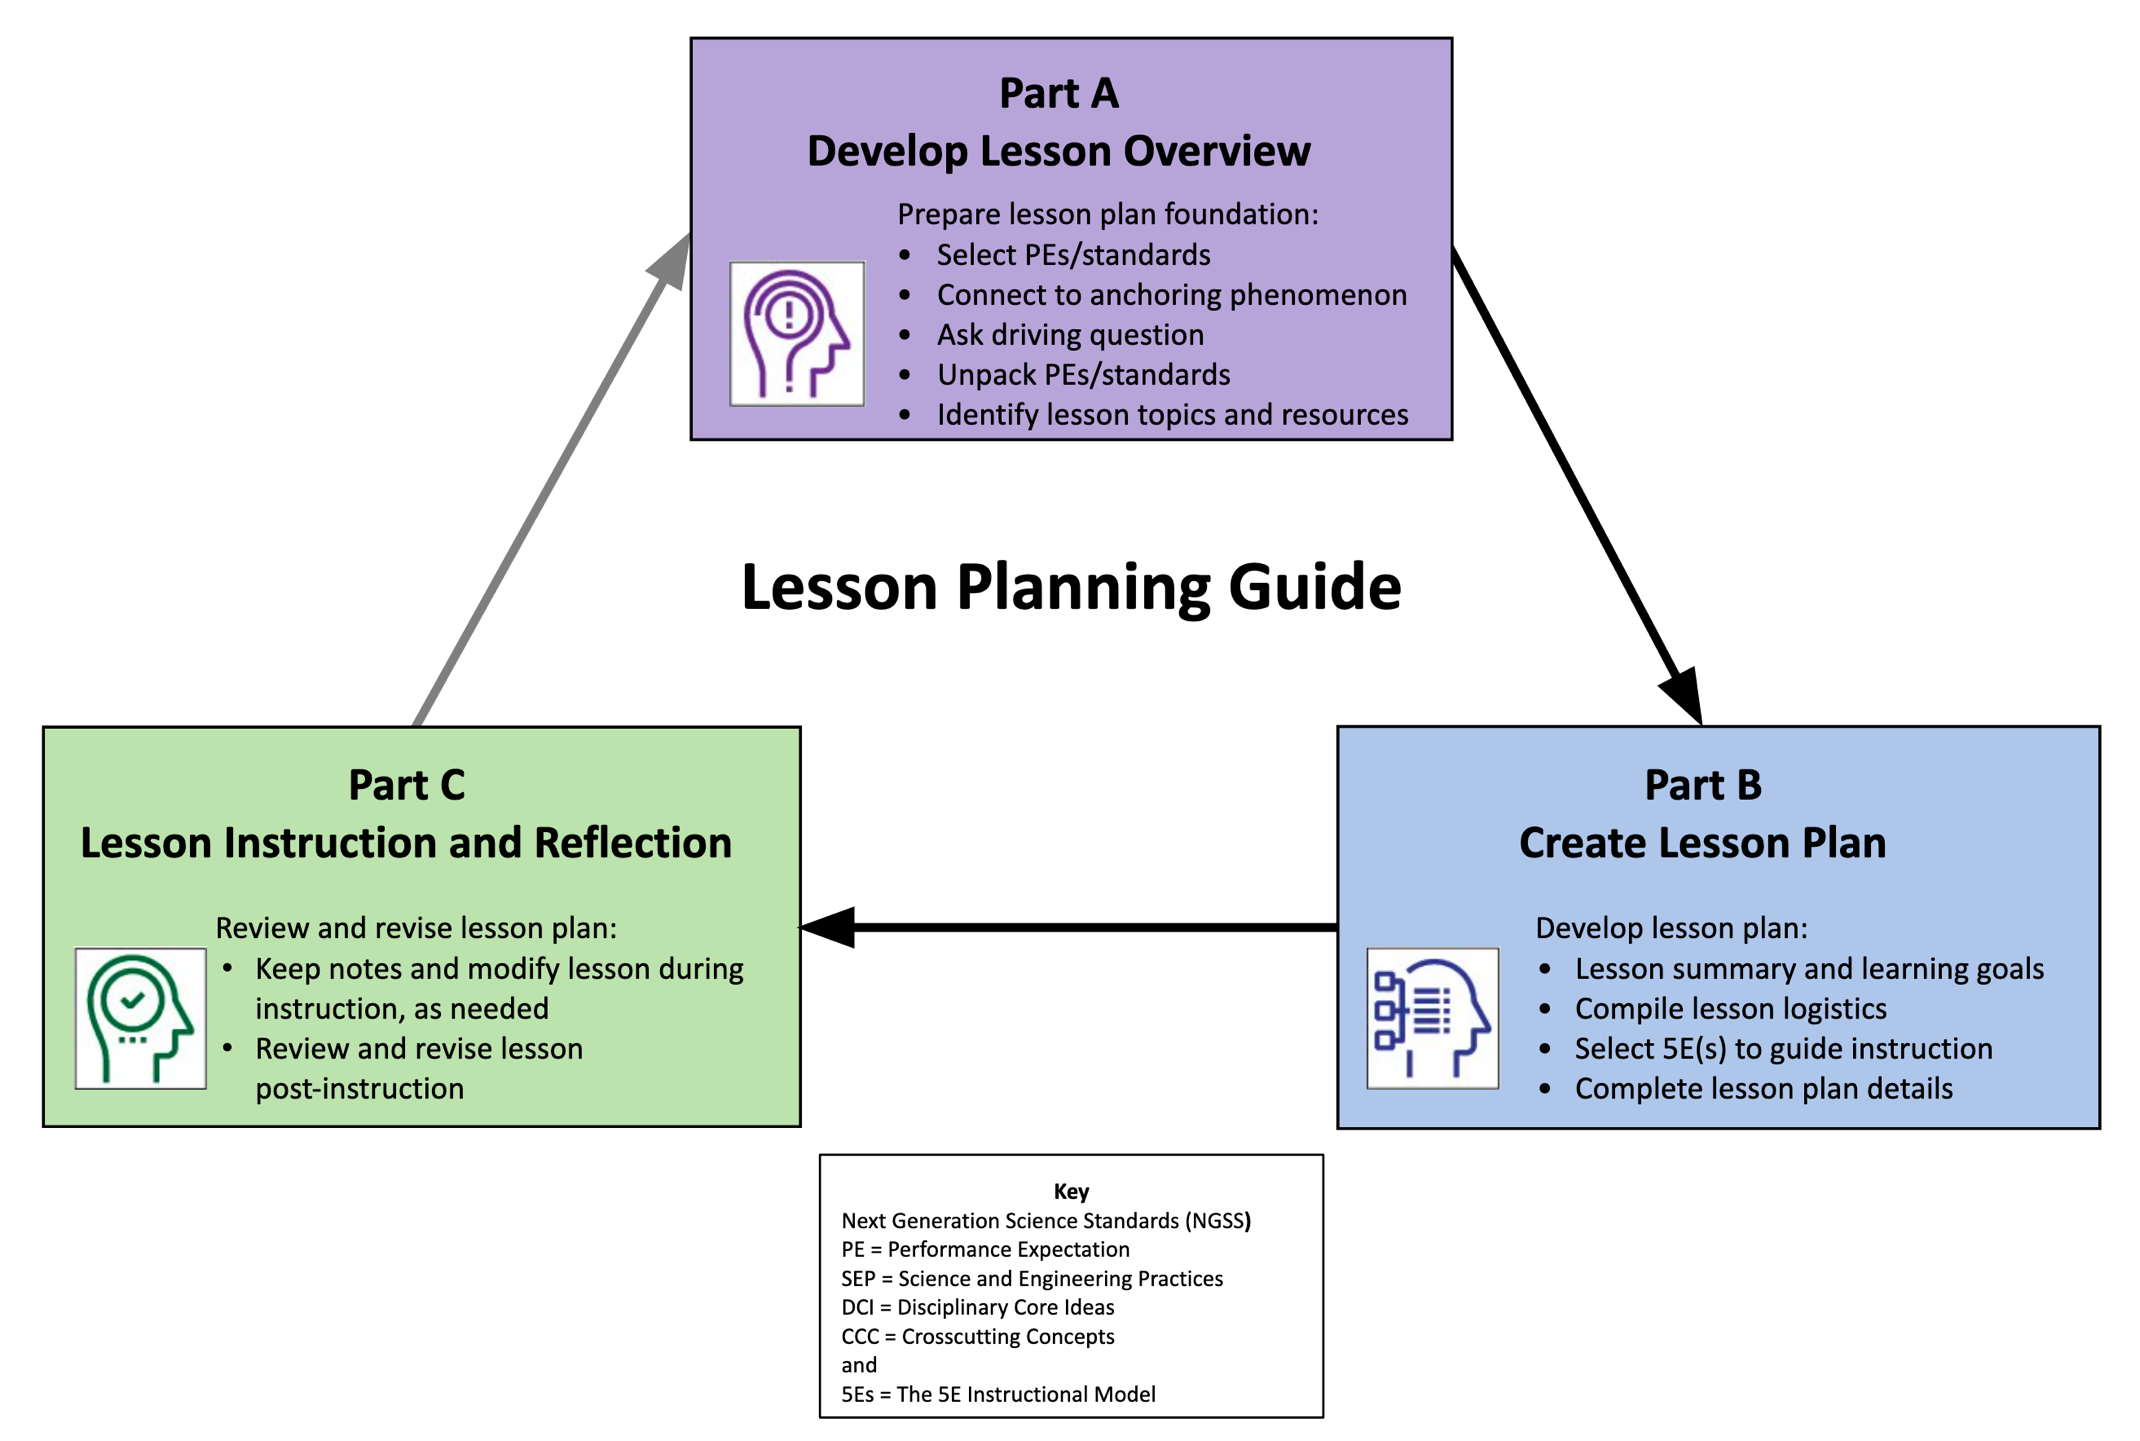 Part A
Develop Lesson Overview
Prepare lesson plan foundation:
• Select PEs/standards
• Connect to anchoring phenomenon
• Ask driving question
• Unpack PEs/standards
• Identify lesson topics and resources
Lesson Planning Guide
Part C
Lesson Instruction and Reflection
Review and revise lesson plan:
• Keep notes and modify lesson during
instruction, as needed
• Review and revise lesson
post-instruction
Part B
Create Lesson Plan
Develop lesson plan:
• Lesson summary and learning goals
• Compile lesson logistics
• Select 5E(s) to guide instruction
• Complete lesson plan details
Key
Next Generation Science Standards (NGSS)
PE = Performance Expectation
SEP = Science and Engineering Practices
DCI = Disciplinary Core Ideas
CCC = Crosscutting Concepts
and
5Es = The 5E Instructional Model